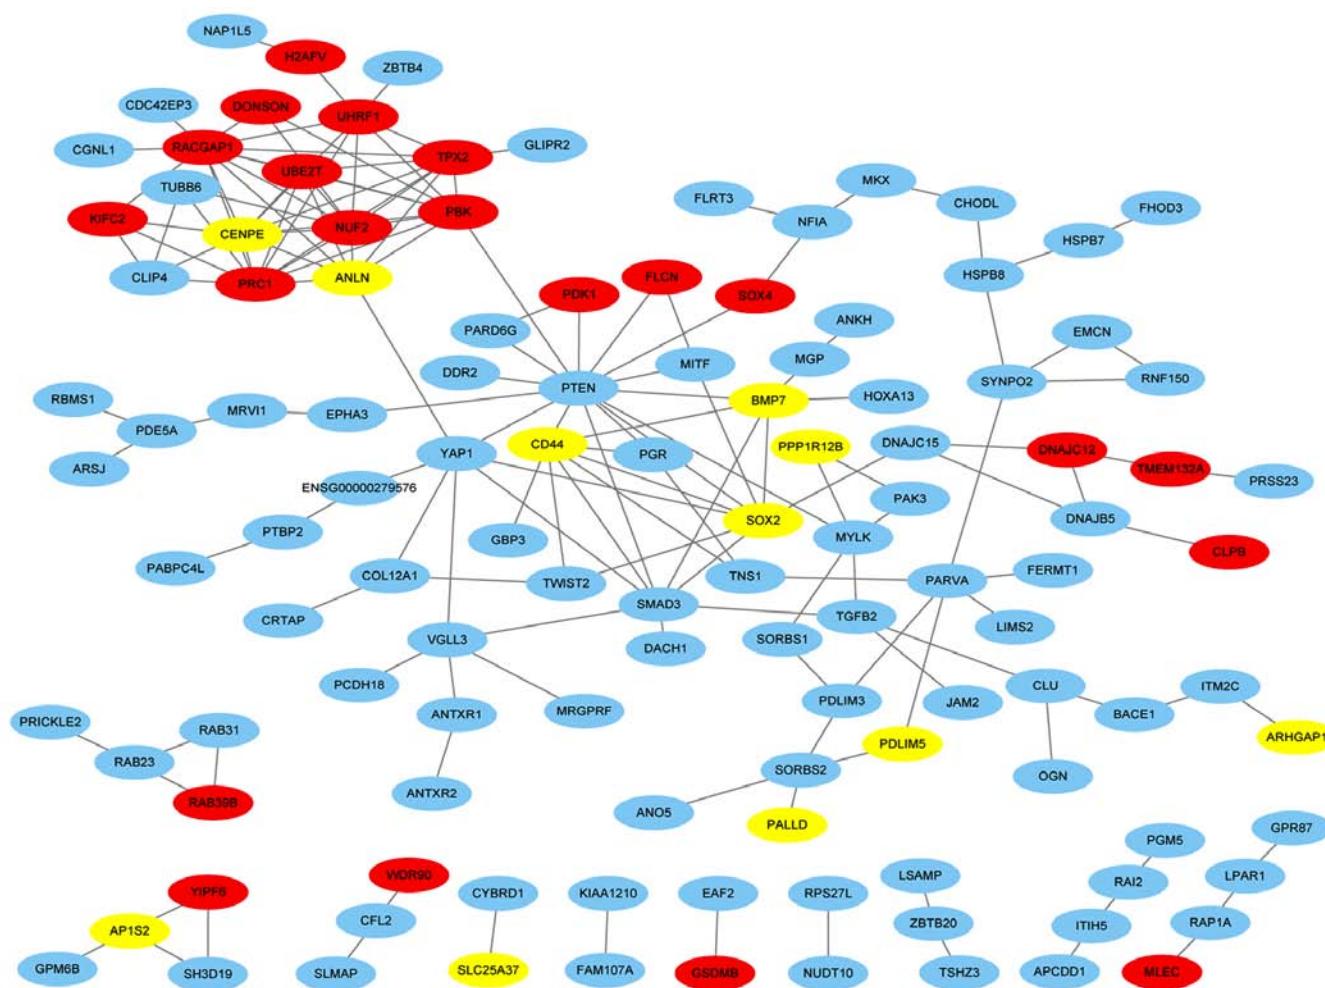 NAP1L5
H2AFV
ZBTB4
CDC42EP3
DONSON
UHRF1
CGNL1
RACGAP1
TPX2
GLIPR2
UBE2T
TUBB6
MKX
FLRT3
CHODL
FHOD3
KIFC2
PBK
NFIA
CENPE
NUF2
HSPB7
CLIP4
PRC1
ANLN
FLCN
HSPB8
PDK1
SOX4
PARD6G
ANKH
EMCN
DDR2
MITF
MGP
PTEN
SYNPO2
RNF150
RBMS1
MRVI1
EPHA3
BMP7
HOXA13
PDE5A
CD44
PPP1R12B
DNAJC15
ARSJ
YAP1
PGR
DNAJC12
TMEM132A
PRSS23
ENSG00000279576
PAK3
SOX2
DNAJB5
PTBP2
GBP3
MYLK
CLPB
PABPC4L
COL12A1
TWIST2
TNS1
PARVA
FERMT1
CRTAP
SMAD3
TGFB2
LIMS2
VGLL3
DACH1
SORBS1
PCDH18
CLU
ITM2C
PDLIM3
JAM2
BACE1
ANTXR1
MRGPRF
PRICKLE2
RAB31
ARHGAP1
RAB23
PDLIM5
SORBS2
OGN
ANTXR2
RAB39B
ANO5
PALLD
GPR87
PGM5
WDR90
LSAMP
RAI2
LPAR1
YIPF6
CYBRD1
KIAA1210
EAF2
RPS27L
CFL2
ZBTB20
ITIH5
RAP1A
AP1S2
GPM6B
SH3D19
SLMAP
SLC25A37
FAM107A
GSDMB
NUDT10
TSHZ3
APCDD1
MLEC